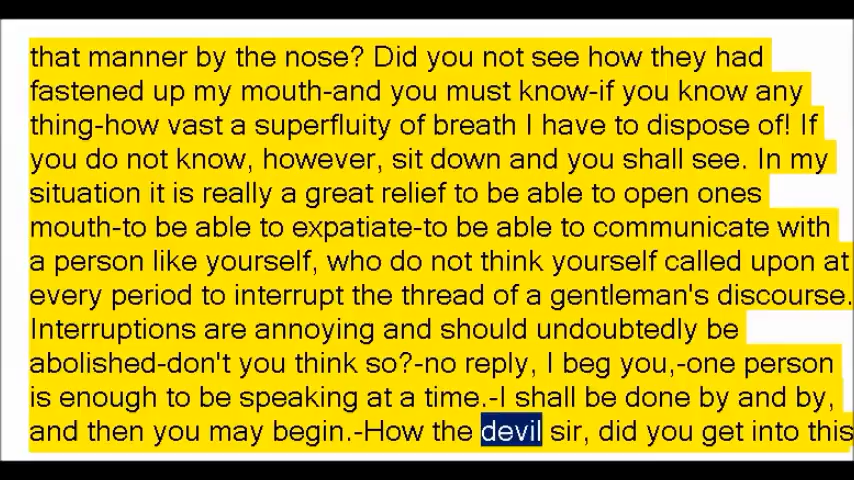 that manner by the nose? Did you not see how they had
fastened up my mouth-and you must know-if you know any
thing-how vast a superfluity of breath I have to dispose of! If
you do not know, however, sit down and you shall see. In my
situation it is really a great relief to be able to open ones
mouth-to be able to expatiate-to be able to communicate with
a person like yourself, who do not think yourself called upon at
every period to interrupt the thread of a gentleman's discourse.
Interruptions are annoying and should undoubtedly be
abolished-don't you think so?-no reply, I beg you,-one person
is enough to be speaking at a time.-I shall be done by and by,
and then you may begin.-How the devil sir, did you get into this